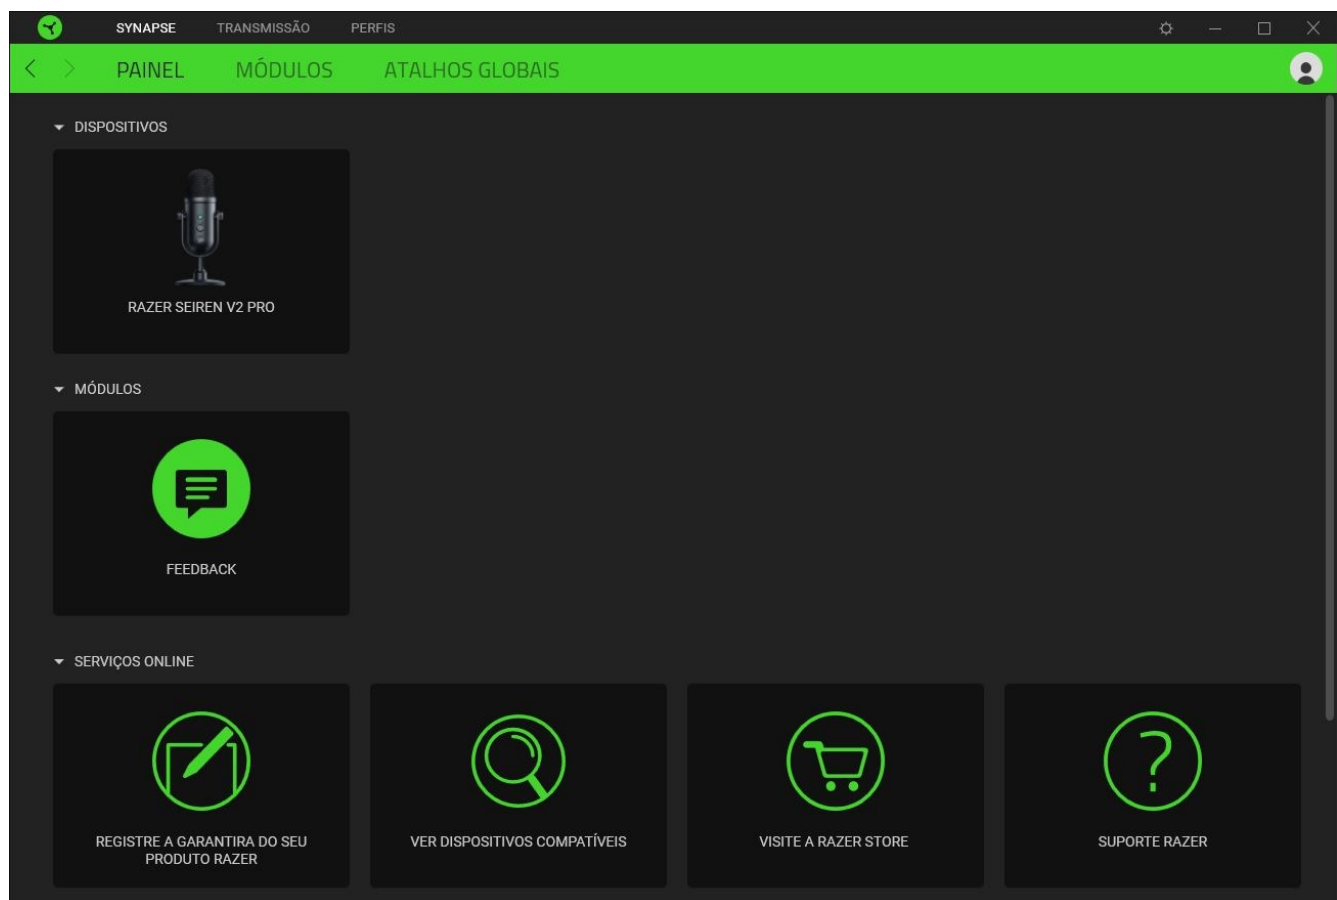 SYNAPSE TRANSMISSÃO PERFIS
PAINEL MÓDULOS ATALHOS GLOBAIS
DISPOSITIVOS
RAZER SEIREN V2 PRO
MÓDULOS
FEEDBACK
SERVIÇOS ONLINE
REGISTRE A GARANTIRA DO SEU
PRODUTO RAZER
VER DISPOSITIVOS COMPATÍVEIS
VISITE A RAZER STORE
SUPORTE RAZER